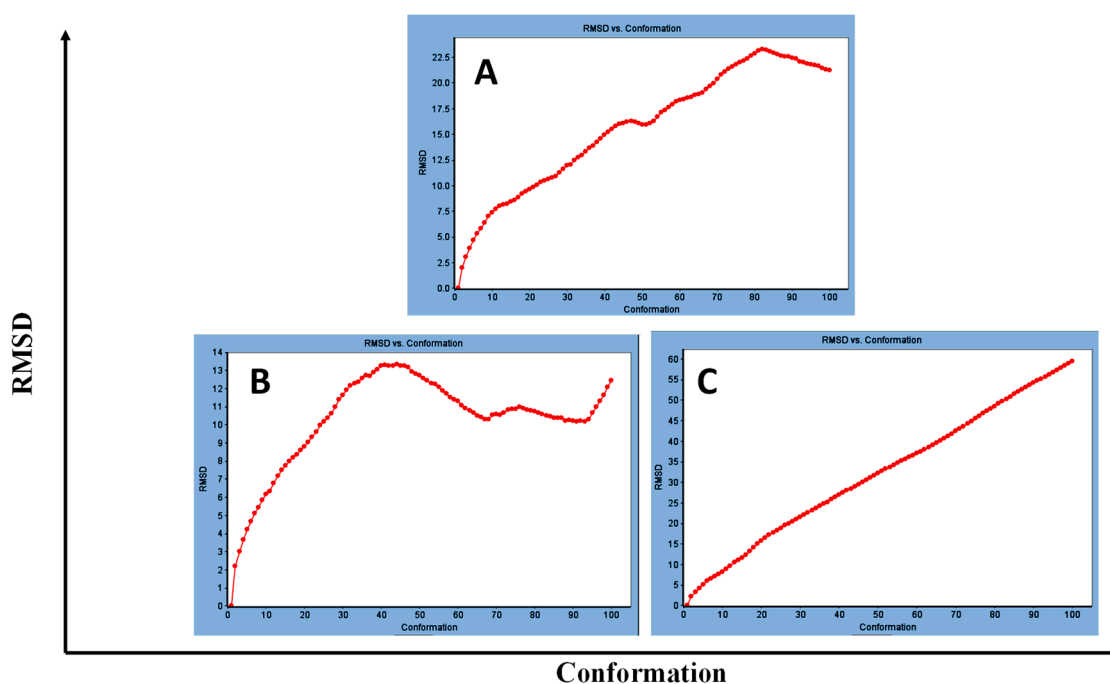 RMSD vs. Conformation
A
22.5
20.0
17.5
15.0
12.5
10.0
7.5
5.0
2.5
0.0
RMSD
0 10 20 30 40 50 60 70 80 90 100
Conformation
RMSD vs. Conformation
B
14
13
12
11
10
9
8
7
6
5
4
3
2
1
0
RMSD
0 10 20 30 40 50 60 70 80 90 100
Conformation
RMSD vs. Conformation
C
60
55
50
45
40
35
30
25
20
15
10
5
0
RMSD
0 10 20 30 40 50 60 70 80 90 100
Conformation
RMSD
Conformation